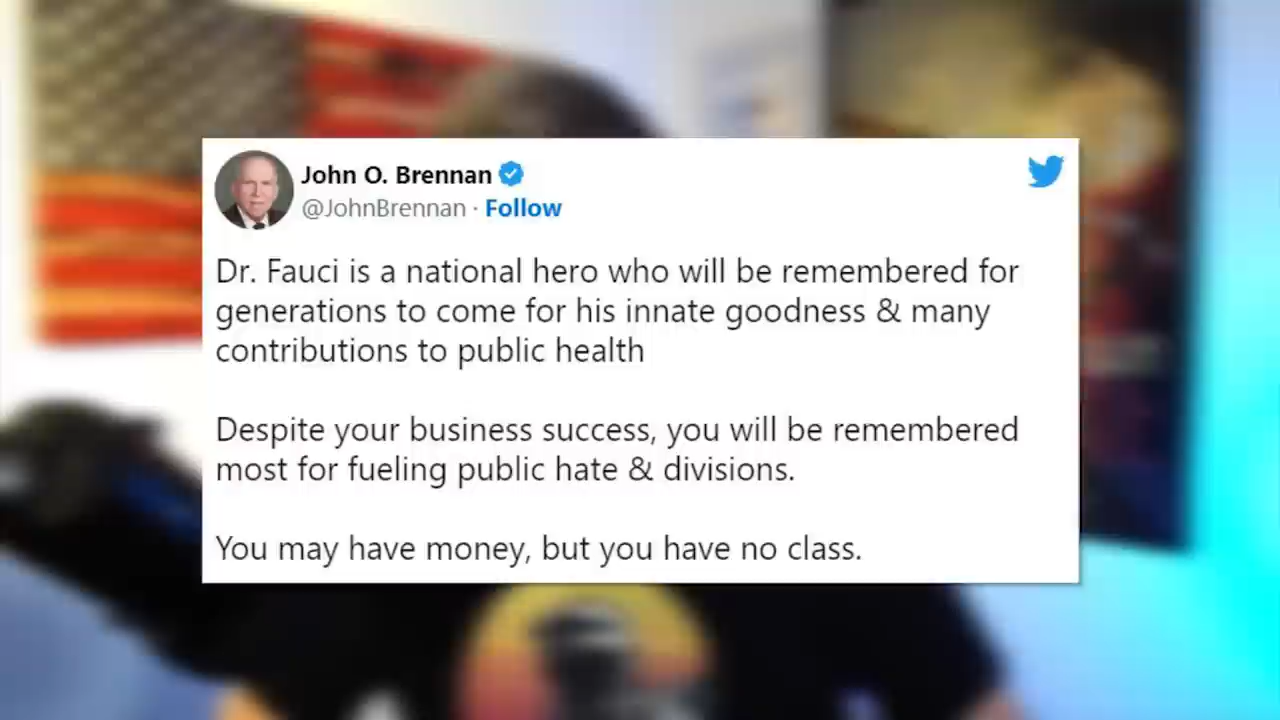 John O. Brennan
@JohnBrennan · Follow
Dr. Fauci is a national hero who will be remembered for
generations to come for his innate goodness & many
contributions to public health
Despite your business success, you will be remembered
most for fueling public hate & divisions.
You may have money, but you have no class.